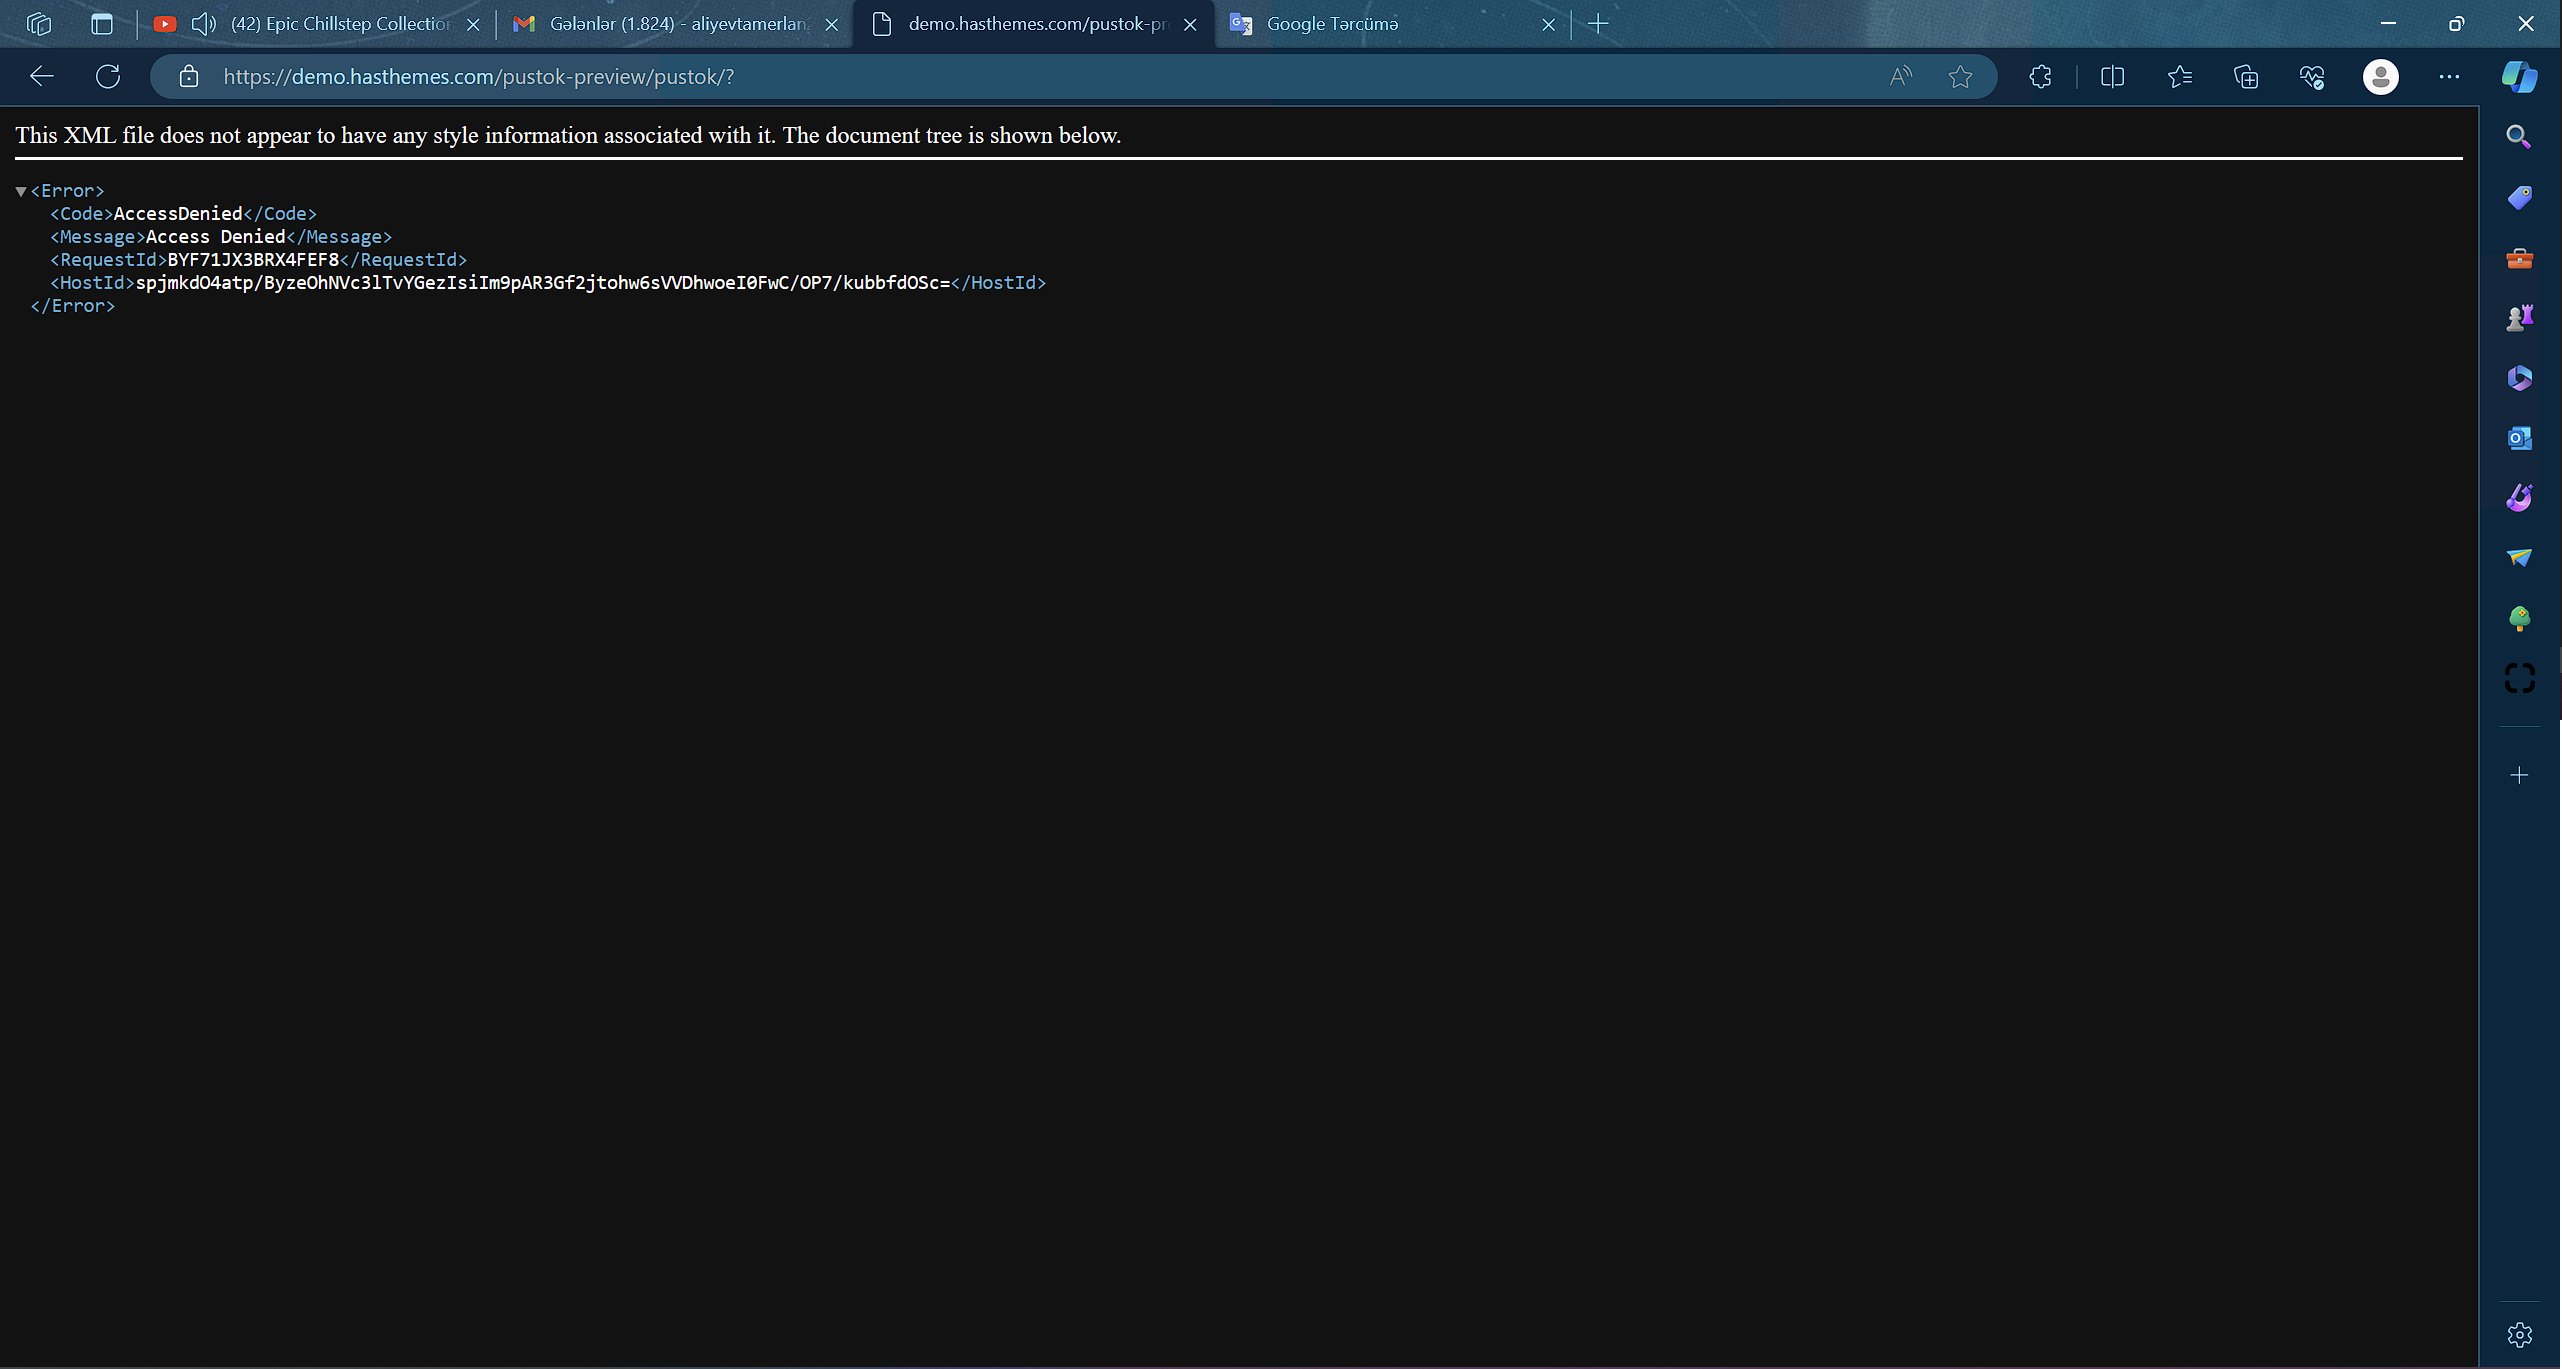 (42) Epic Chillstep Collection
Gələnlər (1.824) - aliyevtamerlan
demo.hasthemes.com/pustok-pr
Google Tərcümə
https://demo.hasthemes.com/pustok-preview/pustok/?
This XML file does not appear to have any style information associated with it. The document tree is shown below.
▼<Error>
<Code>AccessDenied</Code>
<Message>Access Denied</Message>
<RequestId>BYF71JX3BRX4FEF8</RequestId>
<HostId>spjmkdO4atp/ByzeOhNVc3lTvYGezIsiIm9pAR3Gf2jtohw6sVVDhwoeI0FwC/OP7/kubbfdOSc=</HostId>
</Error>